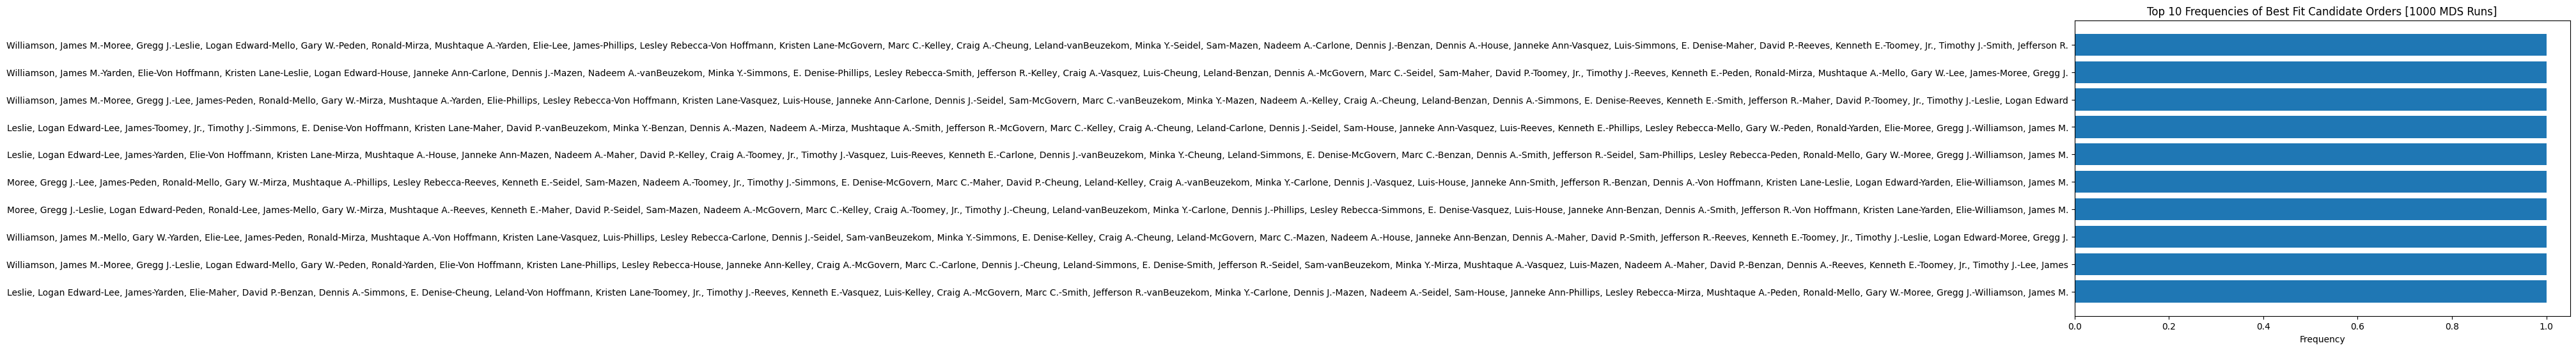 Top 10 Frequencies of Best Fit Candidate Orders [1000 MDS Runs]
Williamson, James M.-Moree, Gregg J.-Leslie, Logan Edward-Mello, Gary W.-Peden, Ronald-Mirza, Mushtaque A.-Yarden, Elie-Lee, James-Phillips, Lesley Rebecca-Von Hoffmann, Kristen Lane-McGovern, Marc C.-Kelley, Craig A.-Cheung, Leland-vanBeuzekom, Minka Y.-Seidel, Sam-Mazen, Nadeem A.-Carlone, Dennis J.-Benzan, Dennis A.-House, Janneke Ann-Vasquez, Luis-Simmons, E. Denise-Maher, David P.-Reeves, Kenneth E.-Toomey, Jr., Timothy J.-Smith, Jefferson R.
Williamson, James M.-Yarden, Elie-Von Hoffmann, Kristen Lane-Leslie, Logan Edward-House, Janneke Ann-Carlone, Dennis J.-Mazen, Nadeem A.-vanBeuzekom, Minka Y.-Simmons, E. Denise-Phillips, Lesley Rebecca-Smith, Jefferson R.-Kelley, Craig A.-Vasquez, Luis-Cheung, Leland-Benzan, Dennis A.-McGovern, Marc C.-Seidel, Sam-Maher, David P.-Toomey, Jr., Timothy J.-Reeves, Kenneth E.-Peden, Ronald-Mirza, Mushtaque A.-Mello, Gary W.-Lee, James-Moree, Gregg J.
Williamson, James M.-Moree, Gregg J.-Lee, James-Peden, Ronald-Mello, Gary W.-Mirza, Mushtaque A.-Yarden, Elie-Phillips, Lesley Rebecca-Von Hoffmann, Kristen Lane-Vasquez, Luis-House, Janneke Ann-Carlone, Dennis J.-Seidel, Sam-McGovern, Marc C.-vanBeuzekom, Minka Y.-Mazen, Nadeem A.-Kelley, Craig A.-Cheung, Leland-Benzan, Dennis A.-Simmons, E. Denise-Reeves, Kenneth E.-Smith, Jefferson R.-Maher, David P.-Toomey, Jr., Timothy J.-Leslie, Logan Edward
Leslie, Logan Edward-Lee, James-Toomey, Jr., Timothy J.-Simmons, E. Denise-Von Hoffmann, Kristen Lane-Maher, David P.-vanBeuzekom, Minka Y.-Benzan, Dennis A.-Mazen, Nadeem A.-Mirza, Mushtaque A.-Smith, Jefferson R.-McGovern, Marc C.-Kelley, Craig A.-Cheung, Leland-Carlone, Dennis J.-Seidel, Sam-House, Janneke Ann-Vasquez, Luis-Reeves, Kenneth E.-Phillips, Lesley Rebecca-Mello, Gary W.-Peden, Ronald-Yarden, Elie-Moree, Gregg J.-Williamson, James M.
Leslie, Logan Edward-Lee, James-Yarden, Elie-Von Hoffmann, Kristen Lane-Mirza, Mushtaque A.-House, Janneke Ann-Mazen, Nadeem A.-Maher, David P.-Kelley, Craig A.-Toomey, Jr., Timothy J.-Vasquez, Luis-Reeves, Kenneth E.-Carlone, Dennis J.-vanBeuzekom, Minka Y.-Cheung, Leland-Simmons, E. Denise-McGovern, Marc C.-Benzan, Dennis A.-Smith, Jefferson R.-Seidel, Sam-Phillips, Lesley Rebecca-Peden, Ronald-Mello, Gary W.-Moree, Gregg J.-Williamson, James M.
Moree, Gregg J.-Lee, James-Peden, Ronald-Mello, Gary W.-Mirza, Mushtaque A.-Phillips, Lesley Rebecca-Reeves, Kenneth E.-Seidel, Sam-Mazen, Nadeem A.-Toomey, Jr., Timothy J.-Simmons, E. Denise-McGovern, Marc C.-Maher, David P.-Cheung, Leland-Kelley, Craig A.-vanBeuzekom, Minka Y.-Carlone, Dennis J.-Vasquez, Luis-House, Janneke Ann-Smith, Jefferson R.-Benzan, Dennis A.-Von Hoffmann, Kristen Lane-Leslie, Logan Edward-Yarden, Elie-Williamson, James M.
Moree, Gregg J.-Leslie, Logan Edward-Peden, Ronald-Lee, James-Mello, Gary W.-Mirza, Mushtaque A.-Reeves, Kenneth E.-Maher, David P.-Seidel, Sam-Mazen, Nadeem A.-McGovern, Marc C.-Kelley, Craig A.-Toomey, Jr., Timothy J.-Cheung, Leland-vanBeuzekom, Minka Y.-Carlone, Dennis J.-Phillips, Lesley Rebecca-Simmons, E. Denise-Vasquez, Luis-House, Janneke Ann-Benzan, Dennis A.-Smith, Jefferson R.-Von Hoffmann, Kristen Lane-Yarden, Elie-Williamson, James M.
Williamson, James M.-Mello, Gary W.-Yarden, Elie-Lee, James-Peden, Ronald-Mirza, Mushtaque A.-Von Hoffmann, Kristen Lane-Vasquez, Luis-Phillips, Lesley Rebecca-Carlone, Dennis J.-Seidel, Sam-vanBeuzekom, Minka Y.-Simmons, E. Denise-Kelley, Craig A.-Cheung, Leland-McGovern, Marc C.-Mazen, Nadeem A.-House, Janneke Ann-Benzan, Dennis A.-Maher, David P.-Smith, Jefferson R.-Reeves, Kenneth E.-Toomey, Jr., Timothy J.-Leslie, Logan Edward-Moree, Gregg J.
Williamson, James M.-Moree, Gregg J.-Leslie, Logan Edward-Mello, Gary W.-Peden, Ronald-Yarden, Elie-Von Hoffmann, Kristen Lane-Phillips, Lesley Rebecca-House, Janneke Ann-Kelley, Craig A.-McGovern, Marc C.-Carlone, Dennis J.-Cheung, Leland-Simmons, E. Denise-Smith, Jefferson R.-Seidel, Sam-vanBeuzekom, Minka Y.-Mirza, Mushtaque A.-Vasquez, Luis-Mazen, Nadeem A.-Maher, David P.-Benzan, Dennis A.-Reeves, Kenneth E.-Toomey, Jr., Timothy J.-Lee, James
Leslie, Logan Edward-Lee, James-Yarden, Elie-Maher, David P.-Benzan, Dennis A.-Simmons, E. Denise-Cheung, Leland-Von Hoffmann, Kristen Lane-Toomey, Jr., Timothy J.-Reeves, Kenneth E.-Vasquez, Luis-Kelley, Craig A.-McGovern, Marc C.-Smith, Jefferson R.-vanBeuzekom, Minka Y.-Carlone, Dennis J.-Mazen, Nadeem A.-Seidel, Sam-House, Janneke Ann-Phillips, Lesley Rebecca-Mirza, Mushtaque A.-Peden, Ronald-Mello, Gary W.-Moree, Gregg J.-Williamson, James M.
0.0 0.2 0.4 0.6 0.8 1.0
Frequency